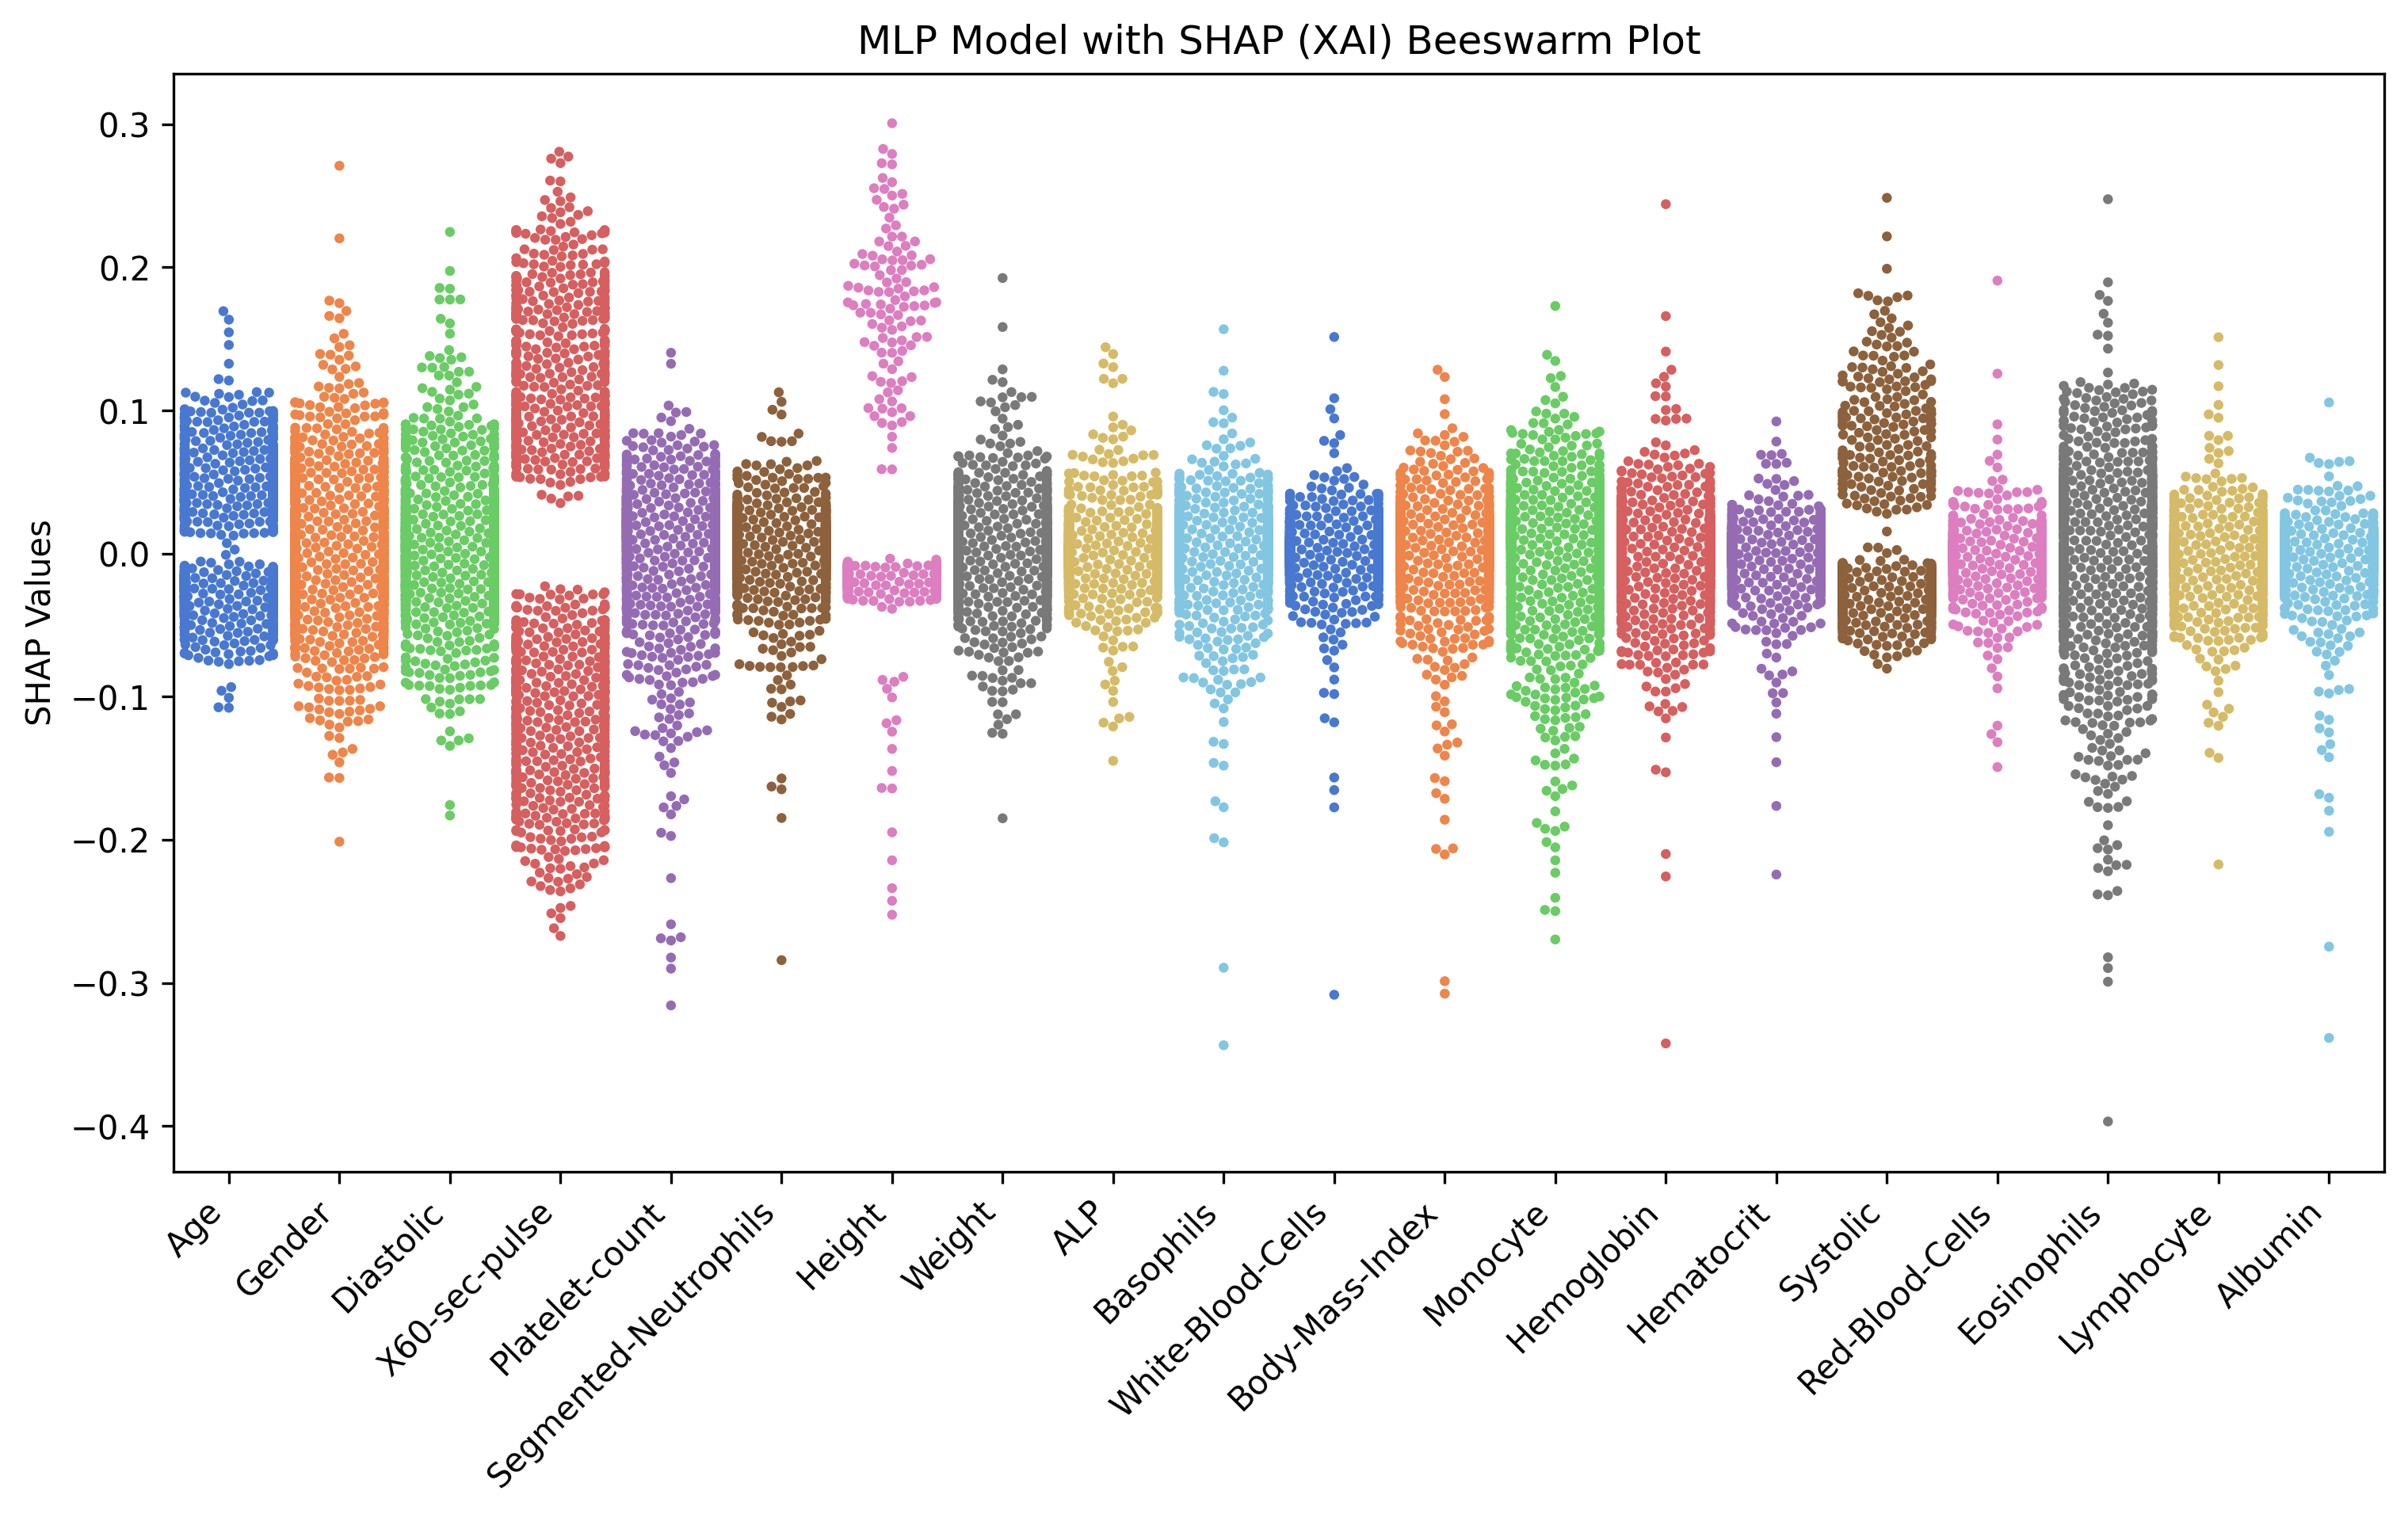 MLP Model with SHAP (XAI) Beeswarm Plot
SHAP Values
0.3
0.2
0.1
0.0
−0.1
−0.2
−0.3
−0.4
Age
Gender
Diastolic
X60-sec-pulse
Platelet-count
Segmented-Neutrophils
Height
Weight
ALP
Basophils
White-Blood-Cells
Body-Mass-Index
Monocyte
Hemoglobin
Hematocrit
Systolic
Red-Blood-Cells
Eosinophils
Lymphocyte
Albumin